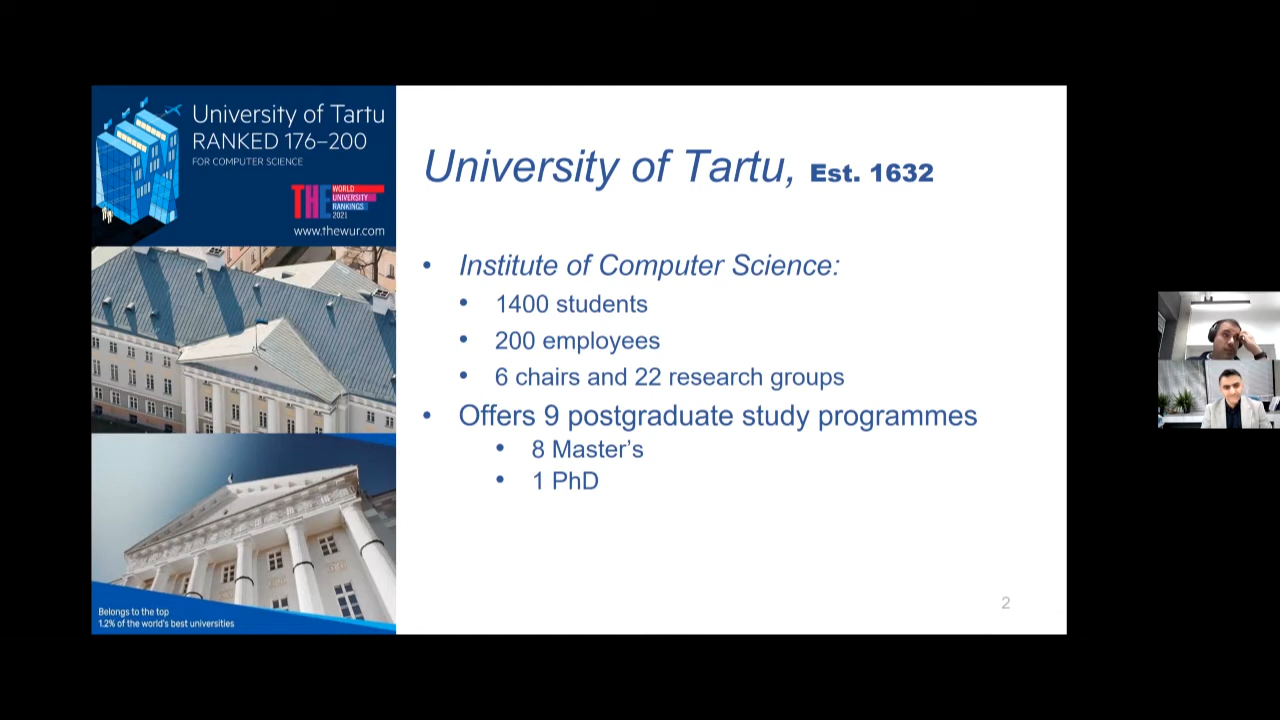 University of Tartu
RANKED 176–200
FOR COMPUTER SCIENCE
THE
WORLD
UNIVERSITY
RANKINGS
2021
www.thewur.com
Belongs to the top
1.2% of the world's best universities
University of Tartu, Est. 1632
• Institute of Computer Science:
• 1400 students
• 200 employees
• 6 chairs and 22 research groups
• Offers 9 postgraduate study programmes
• 8 Master’s
• 1 PhD
2